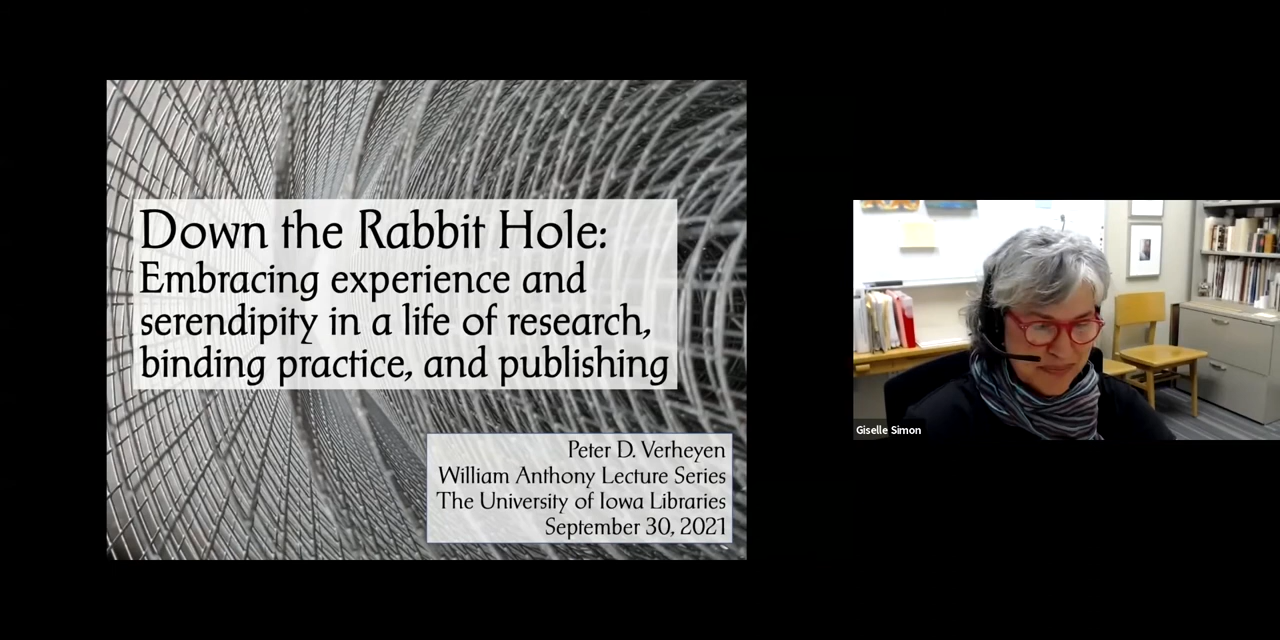 Down the Rabbit Hole:
Embracing experience and
serendipity in a life of research,
binding practice, and publishing
Peter D. Verheyen
William Anthony Lecture Series
The University of Iowa Libraries
September 30, 2021
Giselle Simon